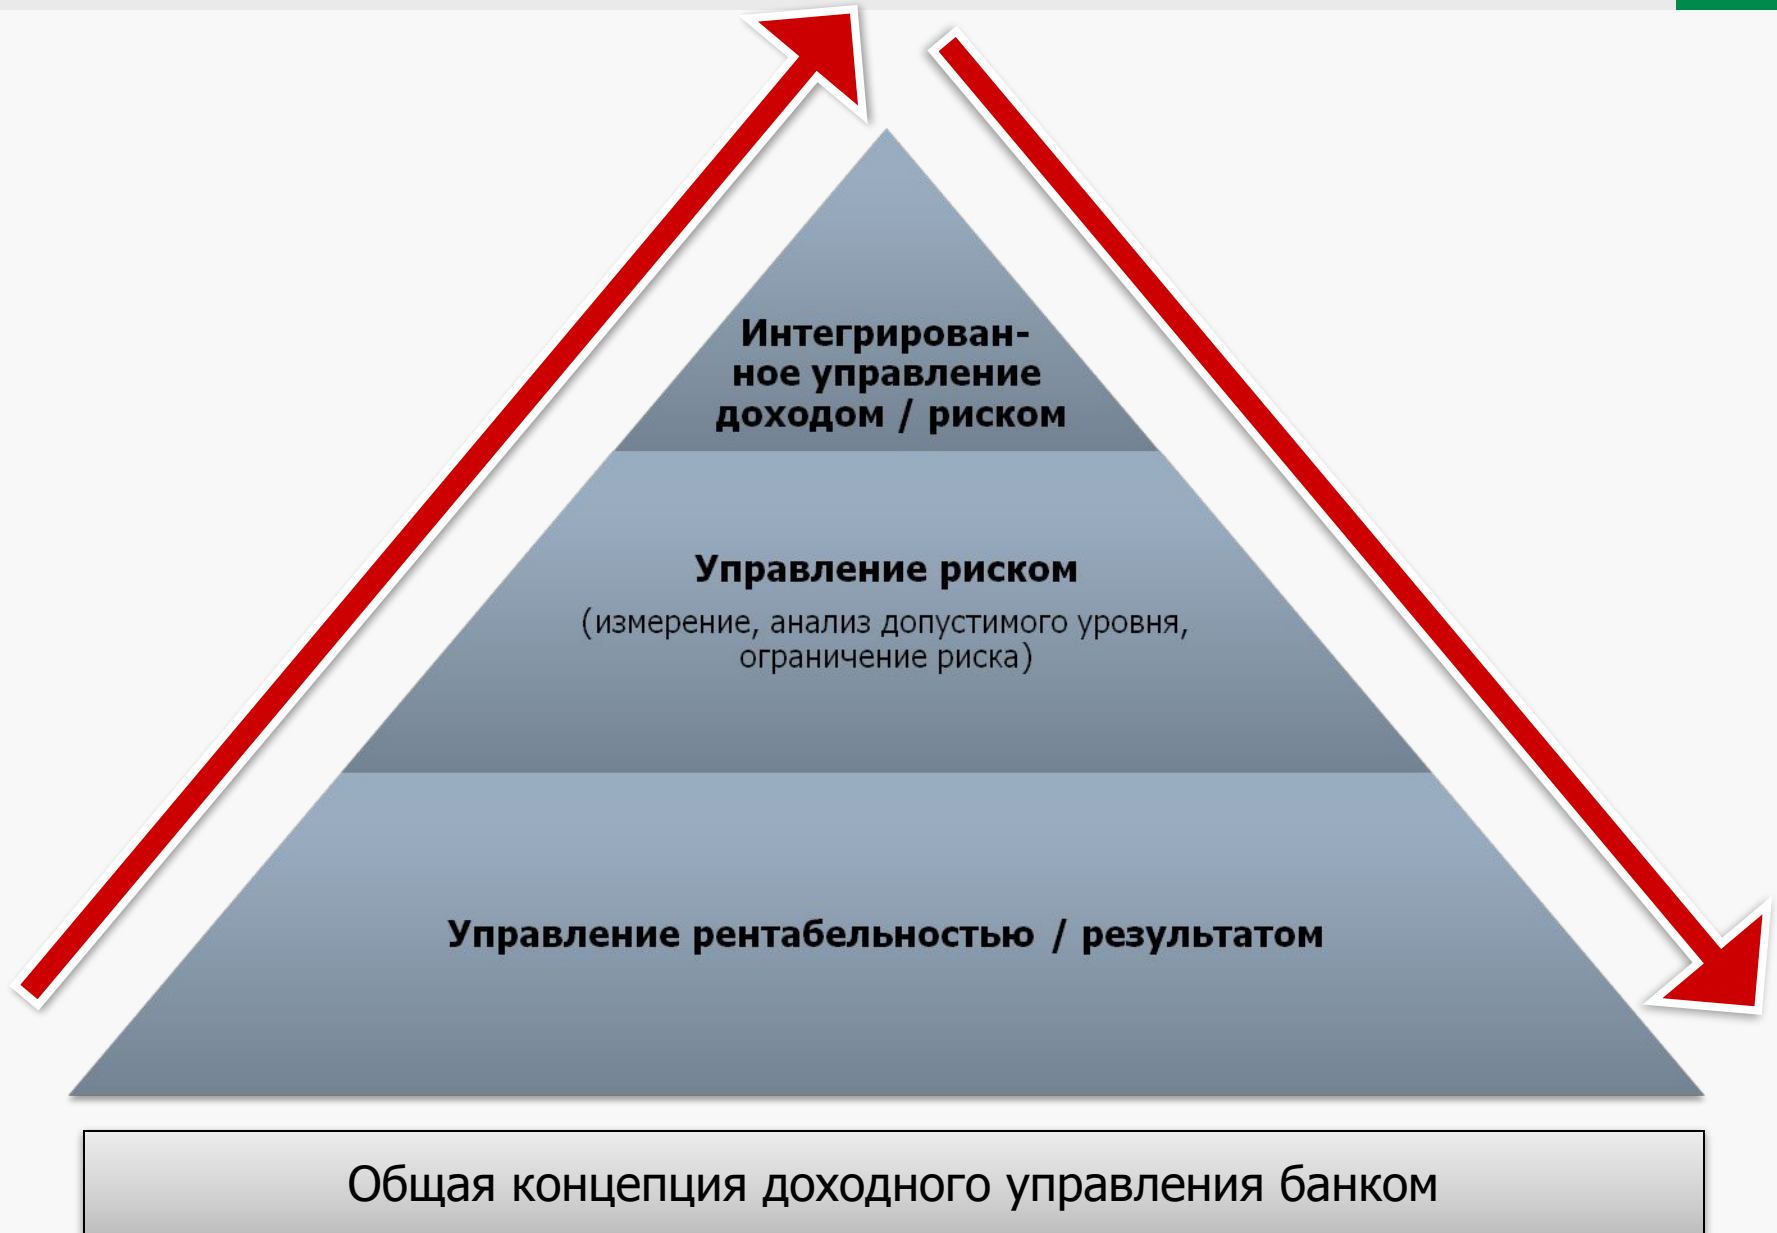 Интегрирован-
ное управление
доходом / риском
Управление риском
(измерение, анализ допустимого уровня,
ограничение риска)
Управление рентабельностью / результатом
Общая концепция доходного управления банком